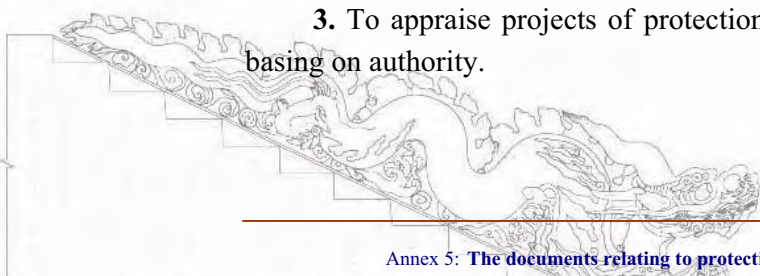 3. To appraise projects of protection
basing on authority.
Annex 5: The documents relating to protecti